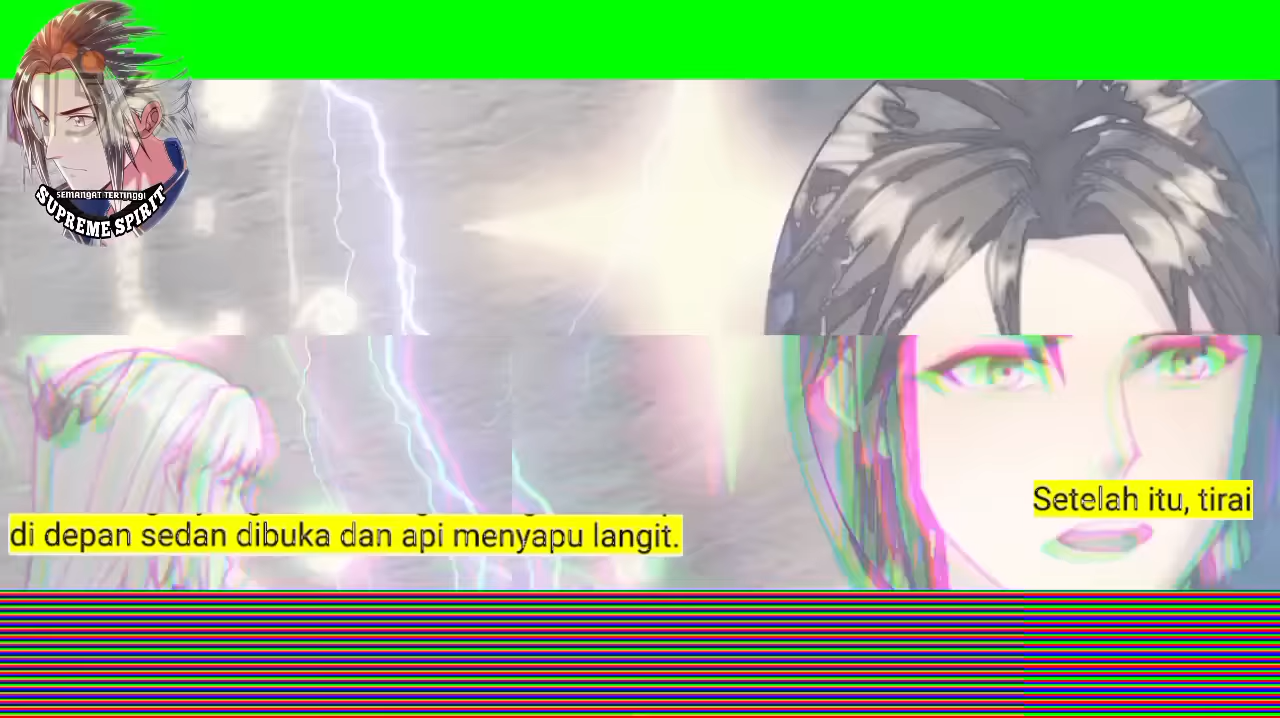 SEMANGAT TERTINGGI
SUPREME SPIRIT
Setelah itu, tirai
di depan sedan dibuka dan api menyapu langit.